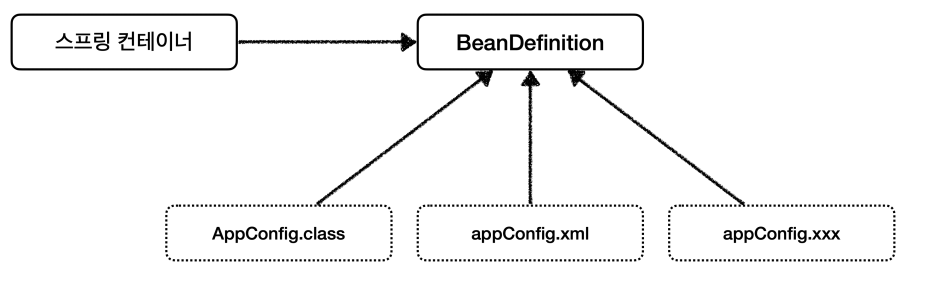 스프링 컨테이너
BeanDefinition
AppConfig.class
appConfig.xml
appConfig.xxx